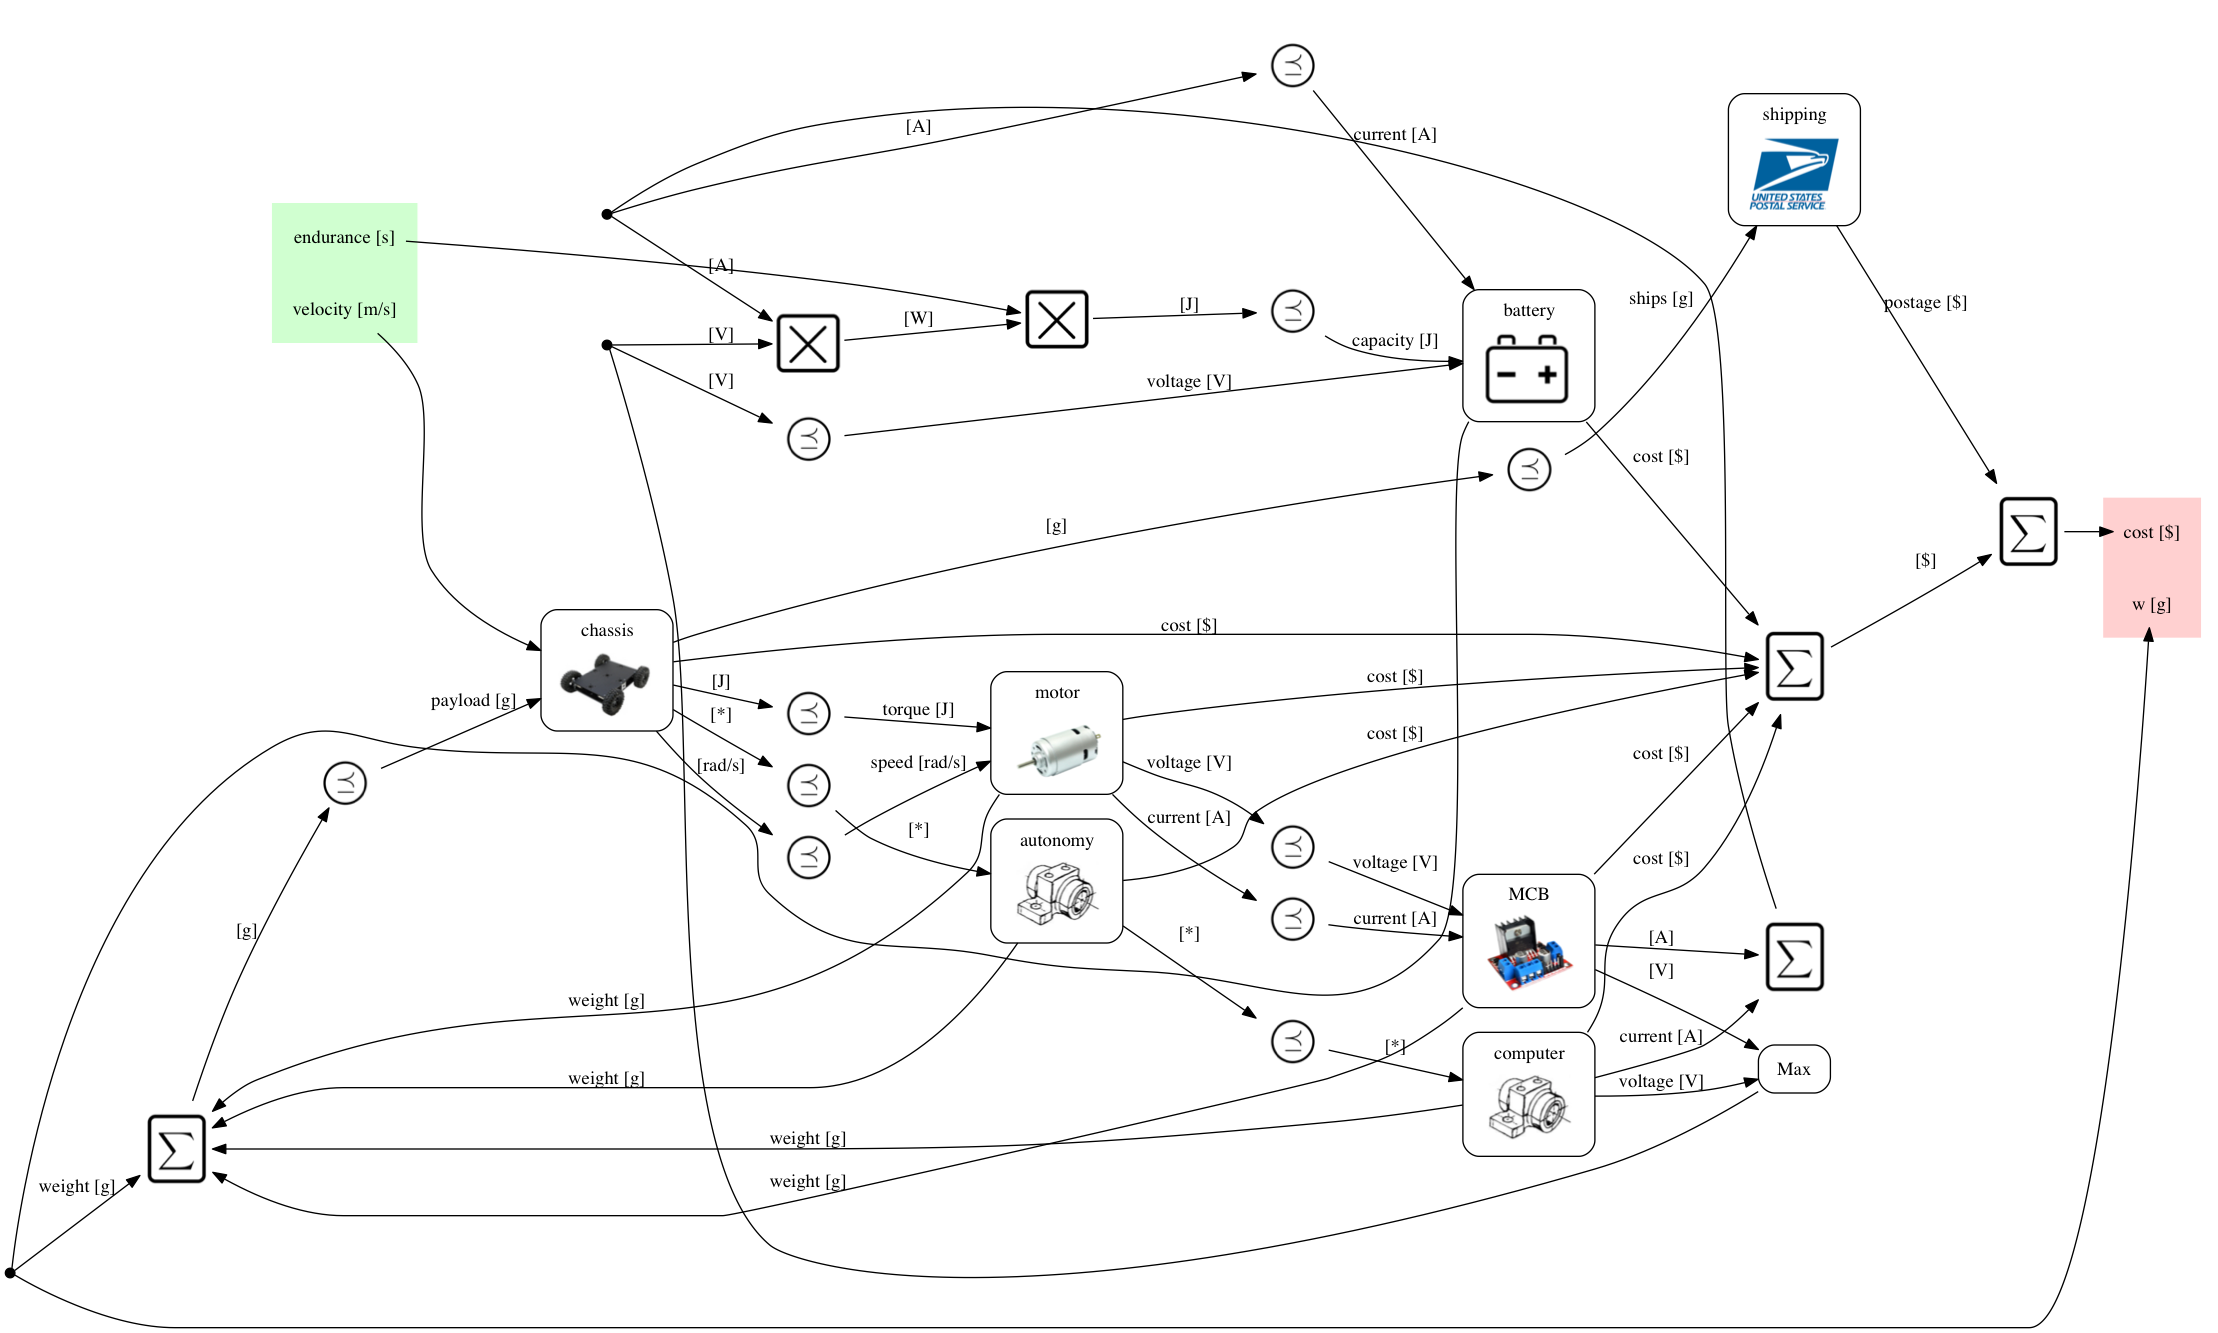 [A]
current [A]
shipping
UNITED STATES
POSTAL SERVICE
endurance [s]
velocity [m/s]
[A]
[V]
[V]
[W]
[J]
capacity [J]
voltage [V]
battery
- +
ships [g]
postage [$]
cost [$]
[g]
[$]
cost [$]
w [g]
chassis
payload [g]
cost [$]
[J]
[*]
[rad/s]
torque [J]
speed [rad/s]
[*]
motor
cost [$]
cost [$]
voltage [V]
current [A]
autonomy
voltage [V]
current [A]
cost [$]
cost [$]
MCB
[A]
[V]
[*]
[*]
computer
current [A]
voltage [V]
Max
[g]
weight [g]
weight [g]
weight [g]
weight [g]
weight [g]